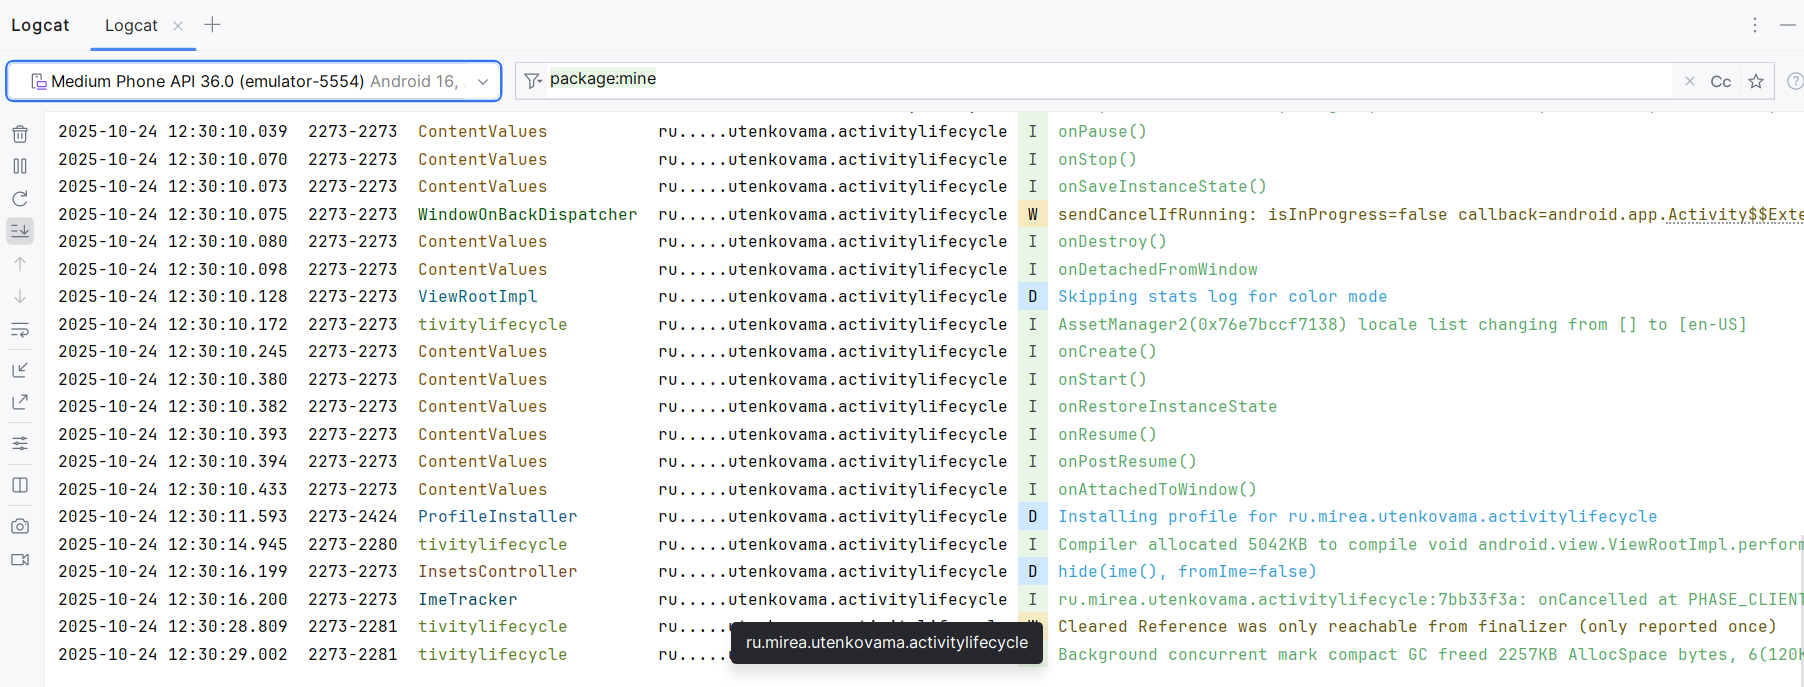 Logcat Logcat
Medium Phone API 36.0 (emulator-5554) Android 16, package:mine Cc
2025-10-24 12:30:10.039 2273-2273 ContentValues ru.....utenkovama.activitylifecycle I onPause()
2025-10-24 12:30:10.070 2273-2273 ContentValues ru.....utenkovama.activitylifecycle I onStop()
2025-10-24 12:30:10.073 2273-2273 ContentValues ru.....utenkovama.activitylifecycle I onSaveInstanceState()
2025-10-24 12:30:10.075 2273-2273 WindowOnBackDispatcher ru.....utenkovama.activitylifecycle W sendCancelIfRunning: isInProgress=false callback=android.app.Activity$$Exte
2025-10-24 12:30:10.080 2273-2273 ContentValues ru.....utenkovama.activitylifecycle I onDestroy()
2025-10-24 12:30:10.098 2273-2273 ContentValues ru.....utenkovama.activitylifecycle I onDetachedFromWindow
2025-10-24 12:30:10.128 2273-2273 ViewRootImpl ru.....utenkovama.activitylifecycle D Skipping stats log for color mode
2025-10-24 12:30:10.172 2273-2273 tivitylifecycle ru.....utenkovama.activitylifecycle I AssetManager2(0x76e7bccf7138) locale list changing from [] to [en-US]
2025-10-24 12:30:10.245 2273-2273 ContentValues ru.....utenkovama.activitylifecycle I onCreate()
2025-10-24 12:30:10.380 2273-2273 ContentValues ru.....utenkovama.activitylifecycle I onStart()
2025-10-24 12:30:10.382 2273-2273 ContentValues ru.....utenkovama.activitylifecycle I onRestoreInstanceState
2025-10-24 12:30:10.393 2273-2273 ContentValues ru.....utenkovama.activitylifecycle I onResume()
2025-10-24 12:30:10.394 2273-2273 ContentValues ru.....utenkovama.activitylifecycle I onPostResume()
2025-10-24 12:30:10.433 2273-2273 ContentValues ru.....utenkovama.activitylifecycle I onAttachedToWindow()
2025-10-24 12:30:11.593 2273-2424 ProfileInstaller ru.....utenkovama.activitylifecycle D Installing profile for ru.mirea.utenkovama.activitylifecycle
2025-10-24 12:30:14.945 2273-2280 tivitylifecycle ru.....utenkovama.activitylifecycle I Compiler allocated 5042KB to compile void android.view.ViewRootImpl.perform
2025-10-24 12:30:16.199 2273-2273 InsetsController ru.....utenkovama.activitylifecycle D hide(ime(), fromIme=false)
2025-10-24 12:30:16.200 2273-2273 ImeTracker ru.....utenkovama.activitylifecycle I ru.mirea.utenkovama.activitylifecycle:7bb33f3a: onCancelled at PHASE_CLIENT
2025-10-24 12:30:28.809 2273-2281 tivitylifecycle ru..... Cleared Reference was only reachable from finalizer (only reported once)
ru.mirea.utenkovama.activitylifecycle
2025-10-24 12:30:29.002 2273-2281 tivitylifecycle ru..... Background concurrent mark compact GC freed 2257KB AllocSpace bytes, 6(120K